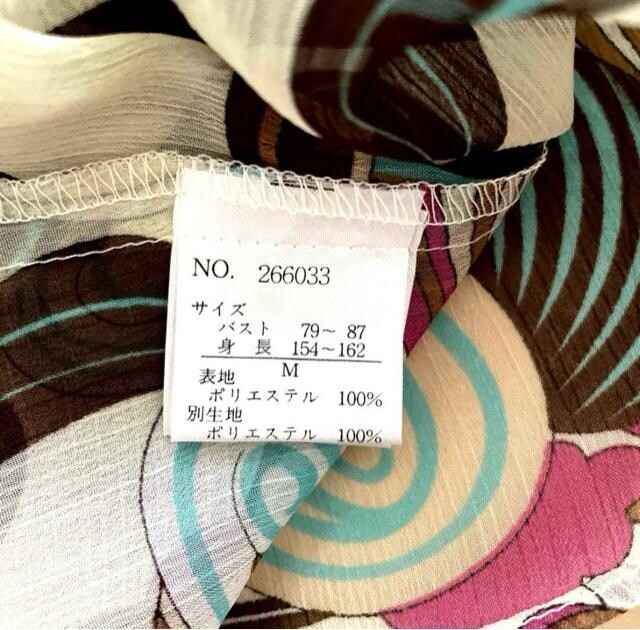 NO. 266033
サイズ
バスト 79〜 87
身 長 154〜162
M
表地
ポリエステル 100%
別生地
ポリエステル 100%